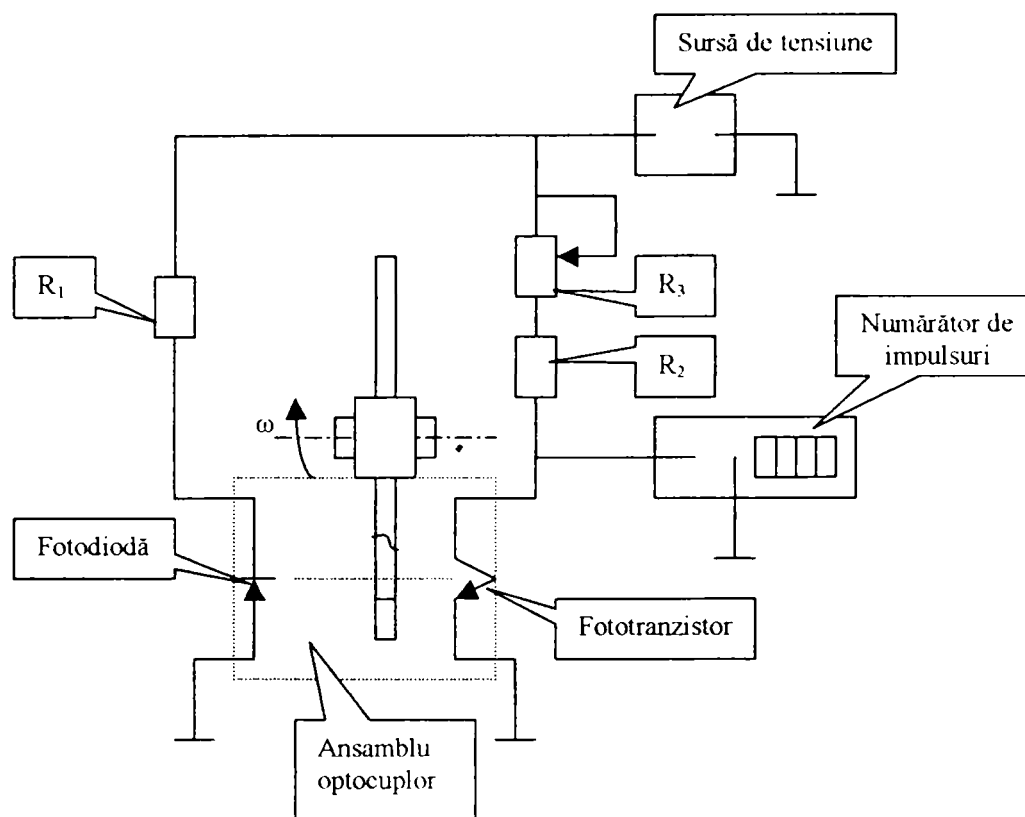 Sursă de tensiune
R₁
R₃
Numărător de
impulsuri
R₂
ω
Fotodiodă
Fototranzistor
Ansamblu
optocuplor